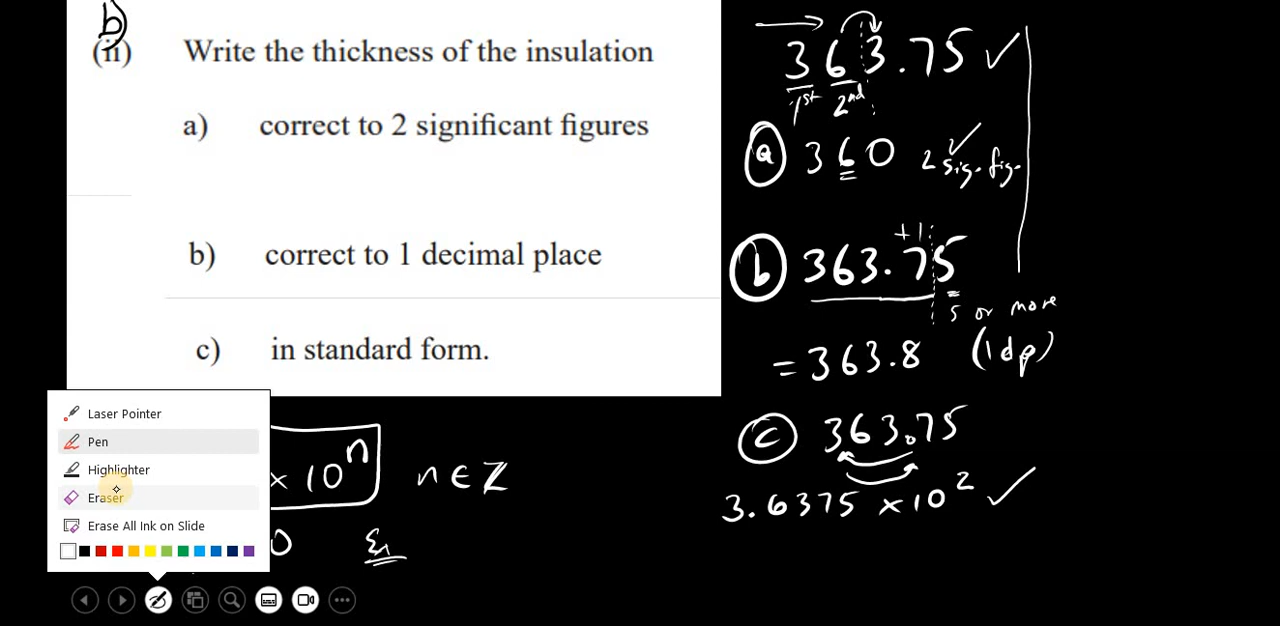 b)
(ii) Write the thickness of the insulation
a) correct to 2 significant figures
b) correct to 1 decimal place
c) in standard form.
363.75 ✓
1st 2nd
(a) 360 2 sig. fig. ✓
+1
(b) 363.75
5 or more
= 363.8 (1dp)
(c) 363.75
3.6375 ×10² ✓
× 10ⁿ n ∈ Z
0
Laser Pointer
Pen
Highlighter
Eraser
Erase All Ink on Slide